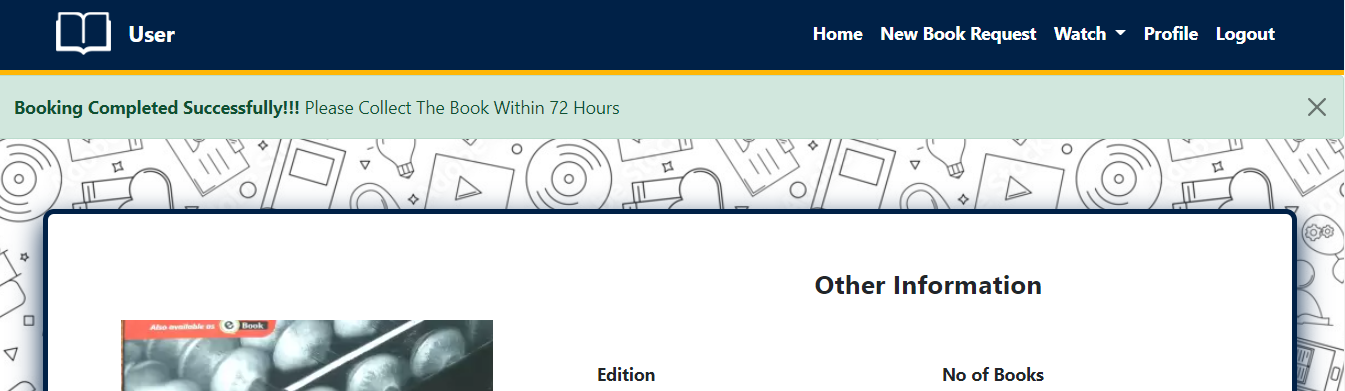 User
Home New Book Request Watch Profile Logout
Booking Completed Successfully!!! Please Collect The Book Within 72 Hours
Other Information
Also available as e Book
Edition No of Books